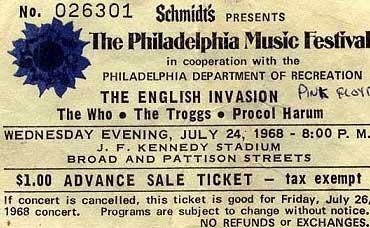 No. 026301 Schmidt's PRESENTS
The Philadelphia Music Festival
in cooperation with the
PHILADELPHIA DEPARTMENT OF RECREATION
THE ENGLISH INVASION PINK FLOYD
The Who • The Troggs • Procol Harum
WEDNESDAY EVENING, JULY 24, 1968 - 8:00 P. M.
J. F. KENNEDY STADIUM
BROAD AND PATTISON STREETS
$1.00 ADVANCE SALE TICKET — tax exempt
If concert is cancelled, this ticket is good for Friday, July 26,
1968 concert. Programs are subject to change without notice.
NO REFUNDS or EXCHANGES.